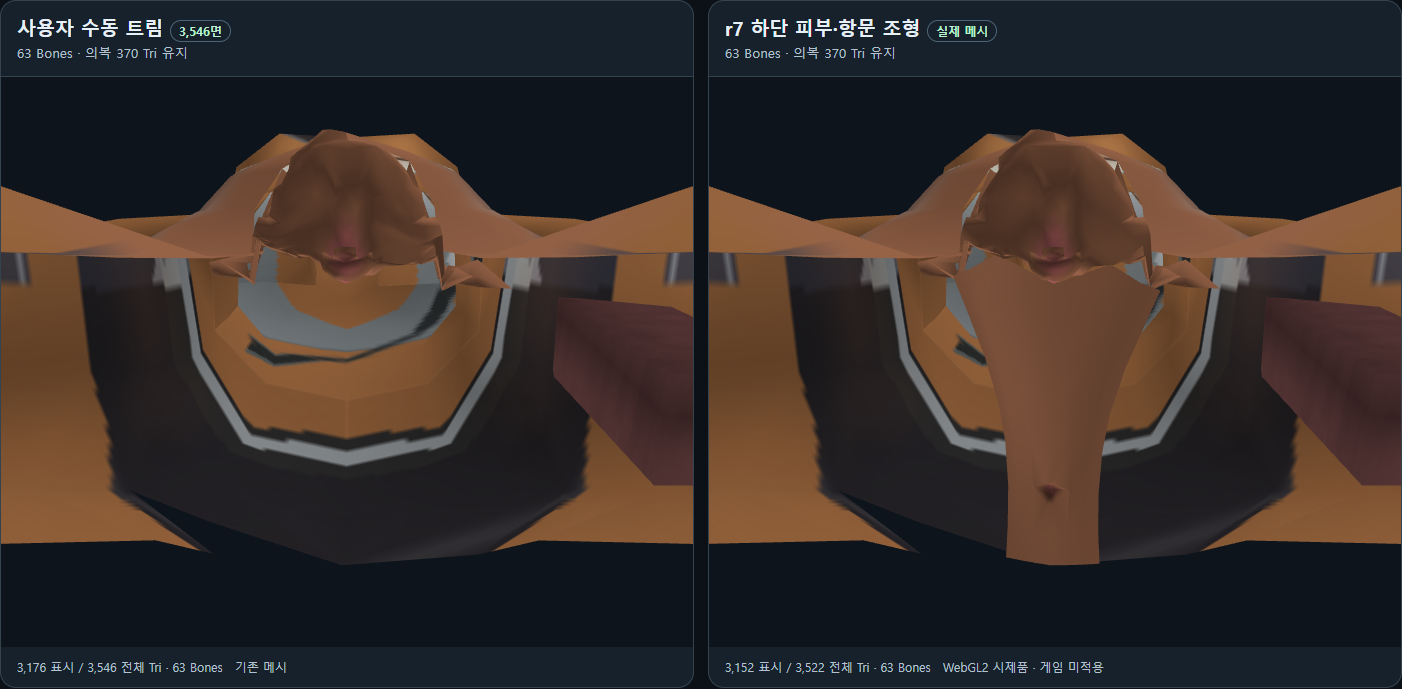 사용자 수동 트림 3,546면
63 Bones · 의복 370 Tri 유지
3,176 표시 / 3,546 전체 Tri · 63 Bones 기존 메시
r7 하단 피부·항문 조형 실제 메시
63 Bones · 의복 370 Tri 유지
3,152 표시 / 3,522 전체 Tri · 63 Bones WebGL2 시제품 · 게임 미적용